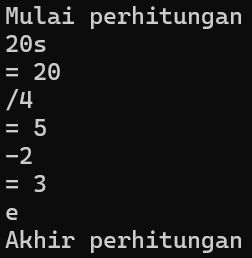 Mulai perhitungan
20s
= 20
/4
= 5
-2
= 3
e
Akhir perhitungan